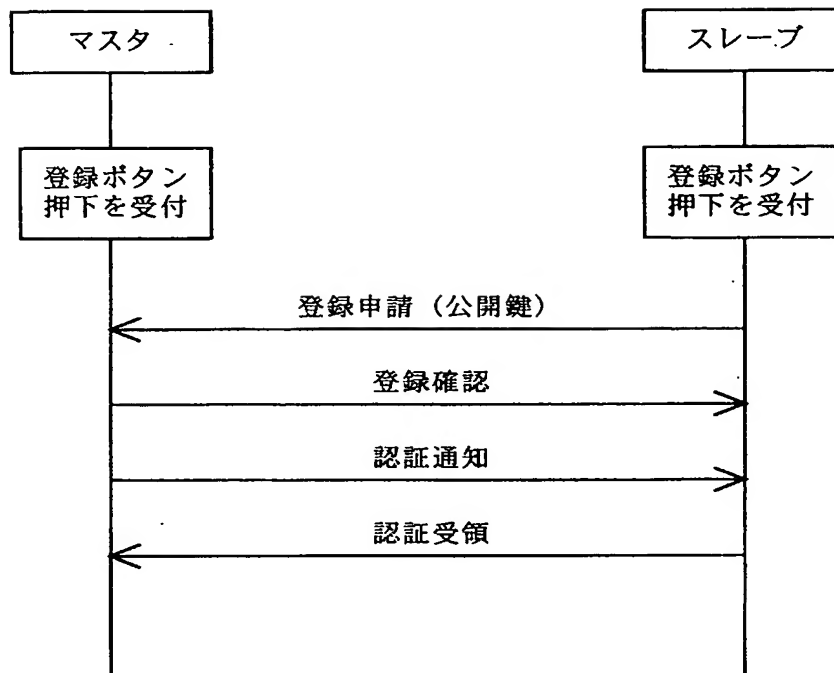 マスタ
スレーブ
登録ボタン
押下を受付
登録ボタン
押下を受付
登録申請（公開鍵）
登録確認
認証通知
認証受領